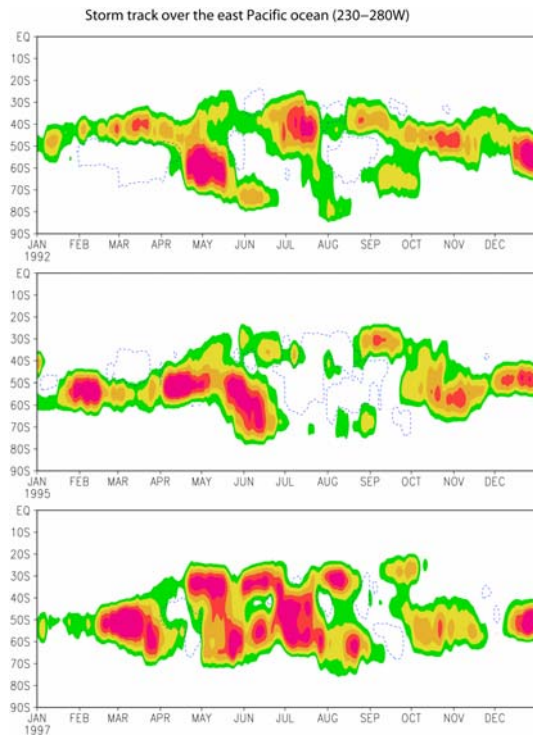 Storm track over the east Pacific ocean (230–280W)
EQ
10S
20S
30S
40S
50S
60S
70S
80S
90S
JAN FEB MAR APR MAY JUN JUL AUG SEP OCT NOV DEC
1992
EQ
10S
20S
30S
40S
50S
60S
70S
80S
90S
JAN FEB MAR APR MAY JUN JUL AUG SEP OCT NOV DEC
1995
EQ
10S
20S
30S
40S
50S
60S
70S
80S
90S
JAN FEB MAR APR MAY JUN JUL AUG SEP OCT NOV DEC
1997